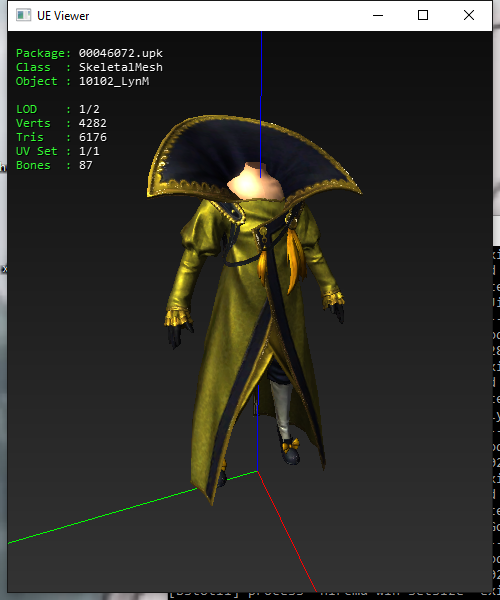 UE Viewer
Package: 00046072.upk
Class : SkeletalMesh
Object : 10102_LynM
LOD : 1/2
Verts : 4282
Tris : 6176
UV Set : 1/1
Bones : 87